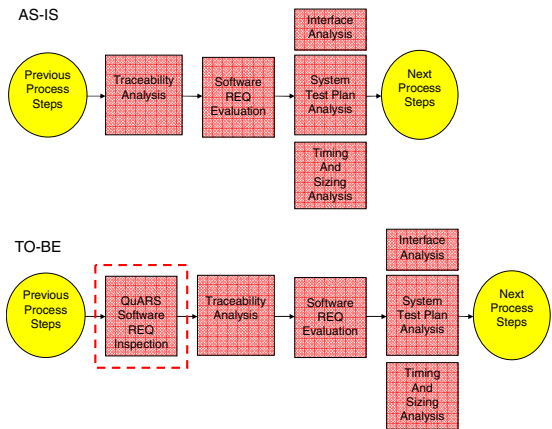 AS-IS
Previous
Process
Steps
Traceability
Analysis
Software
REQ
Evaluation
Interface
Analysis
System
Test Plan
Analysis
Timing
And
Sizing
Analysis
Next
Process
Steps
TO-BE
Previous
Process
Steps
QuARS
Software
REQ
Inspection
Traceability
Analysis
Software
REQ
Evaluation
Interface
Analysis
System
Test Plan
Analysis
Timing
And
Sizing
Analysis
Next
Process
Steps